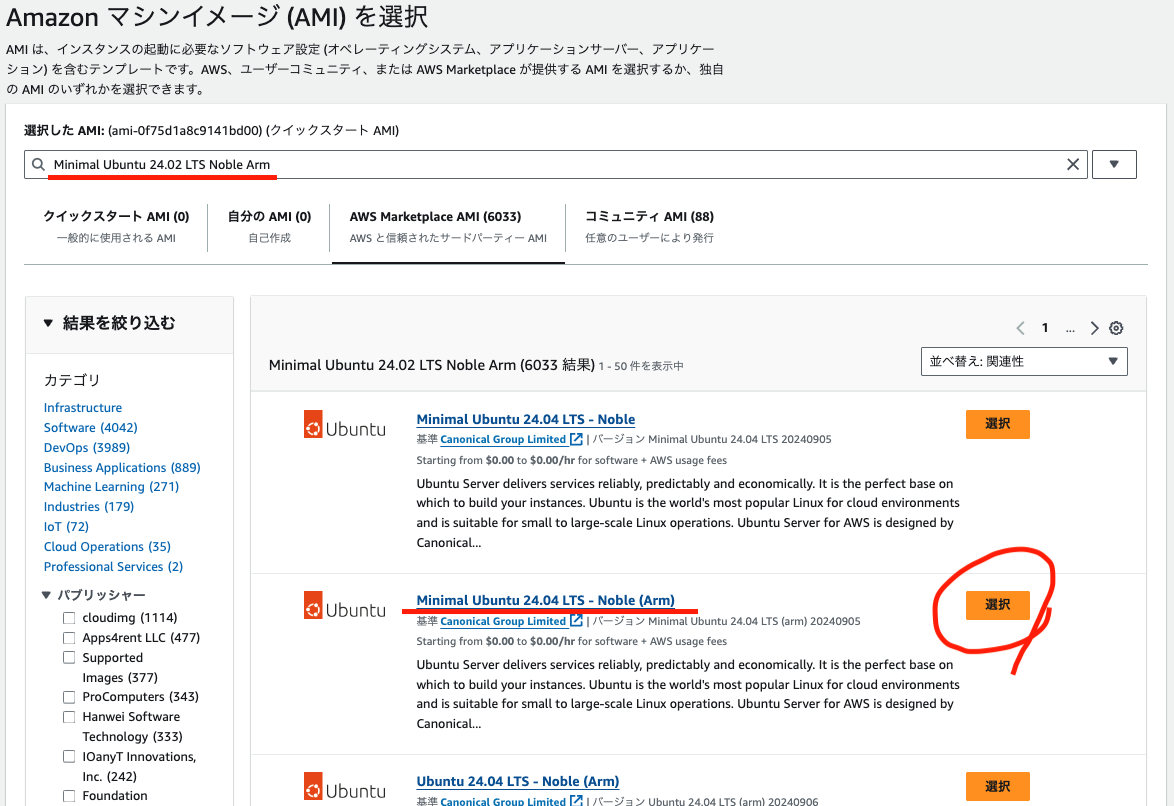 Amazon マシンイメージ (AMI) を選択
AMI は、インスタンスの起動に必要なソフトウェア設定 (オペレーティングシステム、アプリケーションサーバー、アプリケー
ション) を含むテンプレートです。AWS、ユーザーコミュニティ、または AWS Marketplace が提供する AMI を選択するか、独自
の AMI のいずれかを選択できます。
選択した AMI: (ami-0f75d1a8c9141bd00) (クイックスタート AMI)
Minimal Ubuntu 24.02 LTS Noble Arm
クイックスタート AMI (0)
一般的に使用される AMI
自分の AMI (0)
自己作成
AWS Marketplace AMI (6033)
AWS と信頼されたサードパーティー AMI
コミュニティ AMI (88)
任意のユーザーにより発行
結果を絞り込む
カテゴリ
Infrastructure
Software (4042)
DevOps (3989)
Business Applications (889)
Machine Learning (271)
Industries (179)
IoT (72)
Cloud Operations (35)
Professional Services (2)
パブリッシャー
cloudimg (1114)
Apps4rent LLC (477)
Supported
Images (377)
ProComputers (343)
Hanwei Software
Technology (333)
IOanyT Innovations,
Inc. (242)
Foundation
1 ...
Minimal Ubuntu 24.02 LTS Noble Arm (6033 結果) 1 - 50 件を表示中
並べ替え: 関連性
Ubuntu
Minimal Ubuntu 24.04 LTS - Noble
選択
基準 Canonical Group Limited | バージョン Minimal Ubuntu 24.04 LTS 20240905
Starting from $0.00 to $0.00/hr for software + AWS usage fees
Ubuntu Server delivers services reliably, predictably and economically. It is the perfect base on
which to build your instances. Ubuntu is the world's most popular Linux for cloud environments
and is suitable for small to large-scale Linux operations. Ubuntu Server for AWS is designed by
Canonical...
Ubuntu
Minimal Ubuntu 24.04 LTS - Noble (Arm)
選択
基準 Canonical Group Limited | バージョン Minimal Ubuntu 24.04 LTS (arm) 20240905
Starting from $0.00 to $0.00/hr for software + AWS usage fees
Ubuntu Server delivers services reliably, predictably and economically. It is the perfect base on
which to build your instances. Ubuntu is the world's most popular Linux for cloud environments
and is suitable for small to large-scale Linux operations. Ubuntu Server for AWS is designed by
Canonical...
Ubuntu
Ubuntu 24.04 LTS - Noble (Arm)
選択
基準 Canonical Group Limited | バージョン Ubuntu 24.04 LTS (arm) 20240906